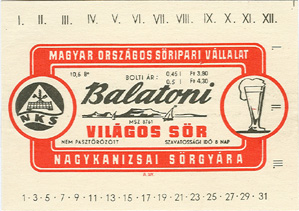 I. II. III. IV. V. VI. VII. VIII. IX. X. XI. XII.
MAGYAR ORSZÁGOS SÖRIPARI VÁLLALAT
10,5 B°
BOLTI ÁR: 0.45 l Ft 3.90
0.5 l Ft 4.30
Balatoni
NKS
MSZ 8761
VILÁGOS SÖR
NEM PASZTŐRÖZÖTT SZAVATOSSÁGI IDŐ 8 NAP
NAGYKANIZSAI SÖRGYÁRA
I.
II.
III.
1·3·5·7·9·11·13·15·17·19·21·23·25·27·29·31